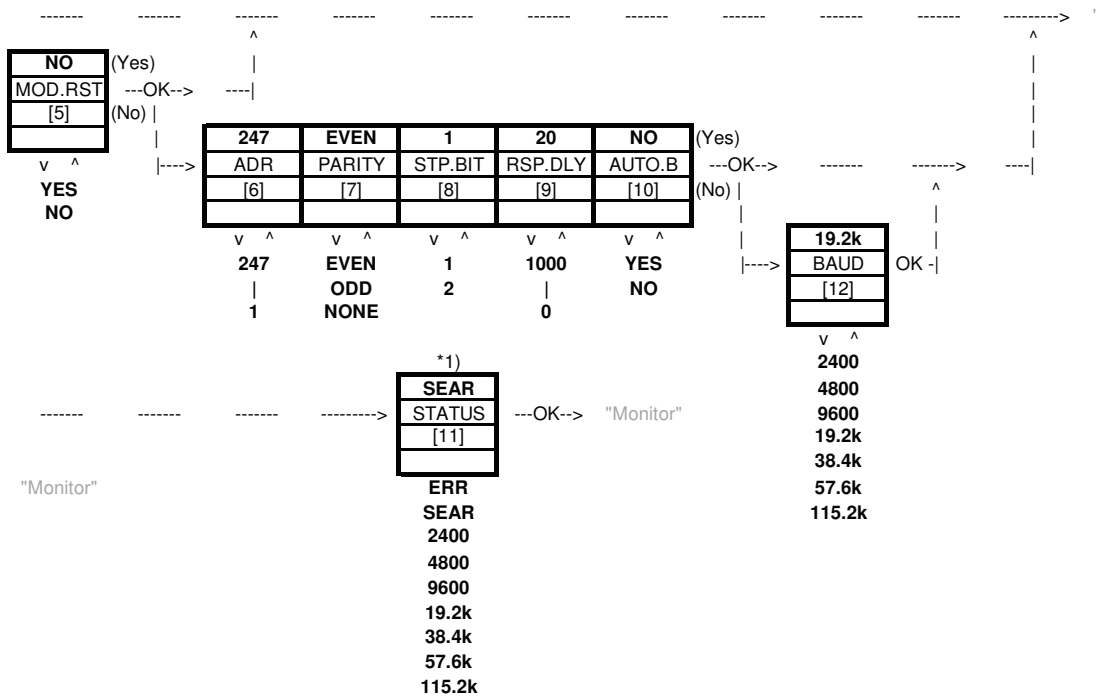 ------- ------- ------- ------- ------- ------- ------- ------- ------- ------- ---------> '
^ ^
NO (Yes) | |
MOD.RST ---OK--> ----| |
[5] (No) | |
| 247 EVEN 1 20 NO (Yes) |
v ^ |----> ADR PARITY STP.BIT RSP.DLY AUTO.B ---OK--> ------- -------> ----|
YES [6] [7] [8] [9] [10] (No) | ^
NO | |
v ^ v ^ v ^ v ^ v ^ | 19.2k |
247 EVEN 1 1000 YES |----> BAUD OK -|
| ODD 2 | NO [12]
1 NONE 0
v ^
*1) 2400
SEAR 4800
------- ------- ------- ---------> STATUS ---OK--> "Monitor" 9600
[11] 19.2k
38.4k
"Monitor" ERR 57.6k
SEAR 115.2k
2400
4800
9600
19.2k
38.4k
57.6k
115.2k